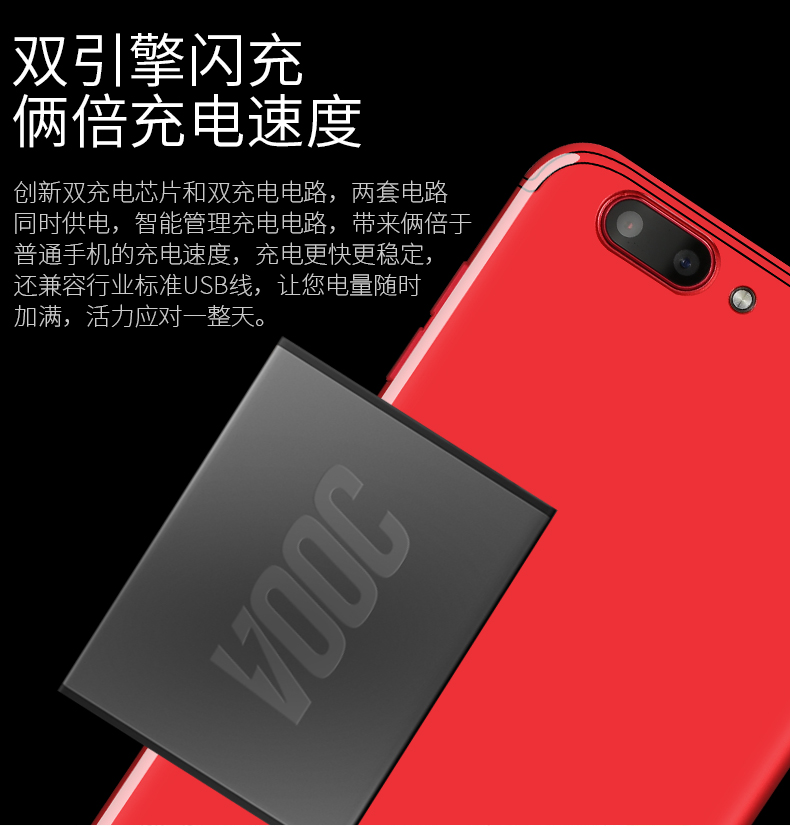 双引擎闪充
俩倍充电速度
创新双充电芯片和双充电电路，两套电路
同时供电，智能管理充电电路，带来俩倍于
普通手机的充电速度，充电更快更稳定，
还兼容行业标准USB线，让您电量随时
加满，活力应对一整天。
VOOC